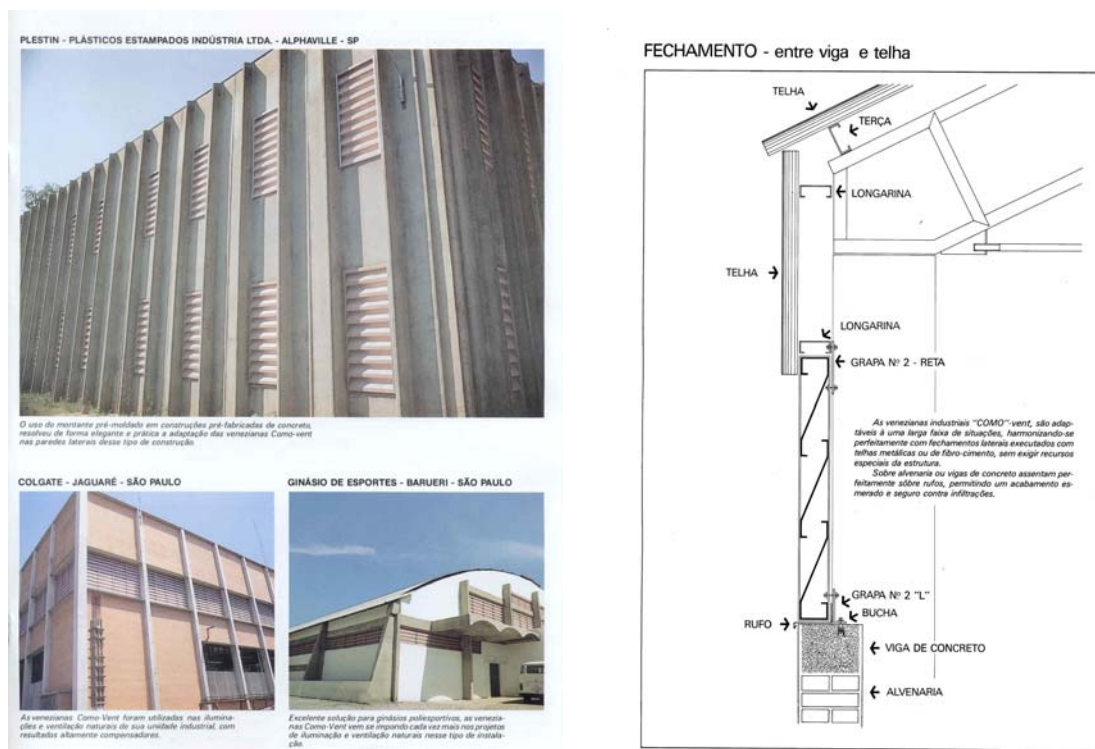 PLESTIN - PLÁSTICOS ESTAMPADOS INDÚSTRIA LTDA. - ALPHAVILLE - SP
O uso do montante pré-moldado em construções pré-fabricadas de concreto,
resolveu de forma elegante e prática a adaptação das venezianas Como-vent
nas paredes laterais desse tipo de construção.
COLGATE - JAGUARÉ - SÃO PAULO
As venezianas Como-Vent foram utilizadas nas ilumina-
ções e ventilação naturais de sua unidade industrial, com
resultados altamente compensadores.
GINÁSIO DE ESPORTES - BARUERI - SÃO PAULO
Excelente solução para ginásios poliesportivos, as venezia-
nas Como-Vent vem se impondo cada vez mais nos projetos
de iluminação e ventilação naturais nesse tipo de instala-
ção.
FECHAMENTO - entre viga e telha
TELHA
TERÇA
LONGARINA
TELHA
LONGARINA
GRAPA Nº 2 - RETA
As venezianas industriais "COMO"-vent, são adap-
táveis à uma larga faixa de situações, harmonizando-se
perfeitamente com fechamentos laterais executados com
telhas metálicas ou de fibro-cimento, sem exigir recursos
especiais da estrutura.
Sobre alvenaria ou vigas de concreto assentam per-
feitamente sôbre rufos, permitindo um acabamento es-
merado e seguro contra infiltrações.
GRAPA Nº 2 "L"
BUCHA
RUFO
VIGA DE CONCRETO
ALVENARIA